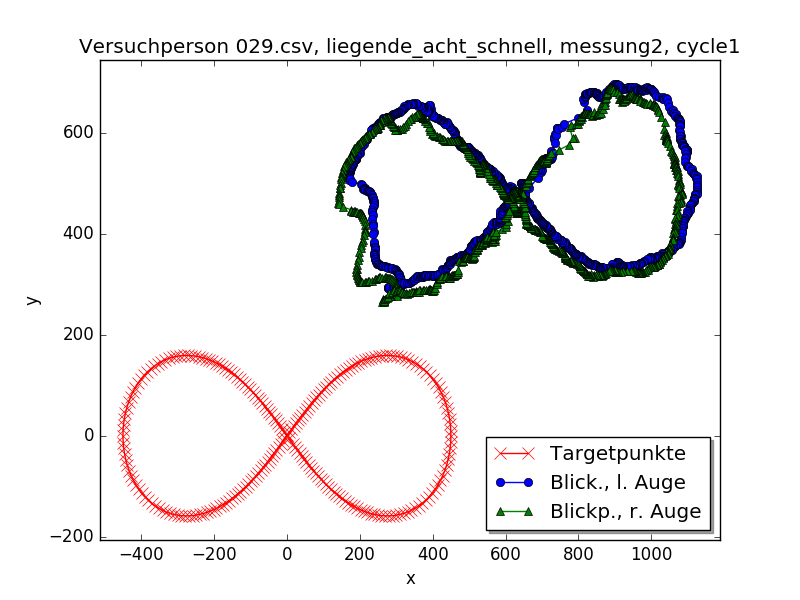 Versuchperson 029.csv, liegende_acht_schnell, messung2, cycle1
y
600
400
200
0
−200
Targetpunkte
Blick., l. Auge
Blickp., r. Auge
−400 −200 0 200 400 600 800 1000
x